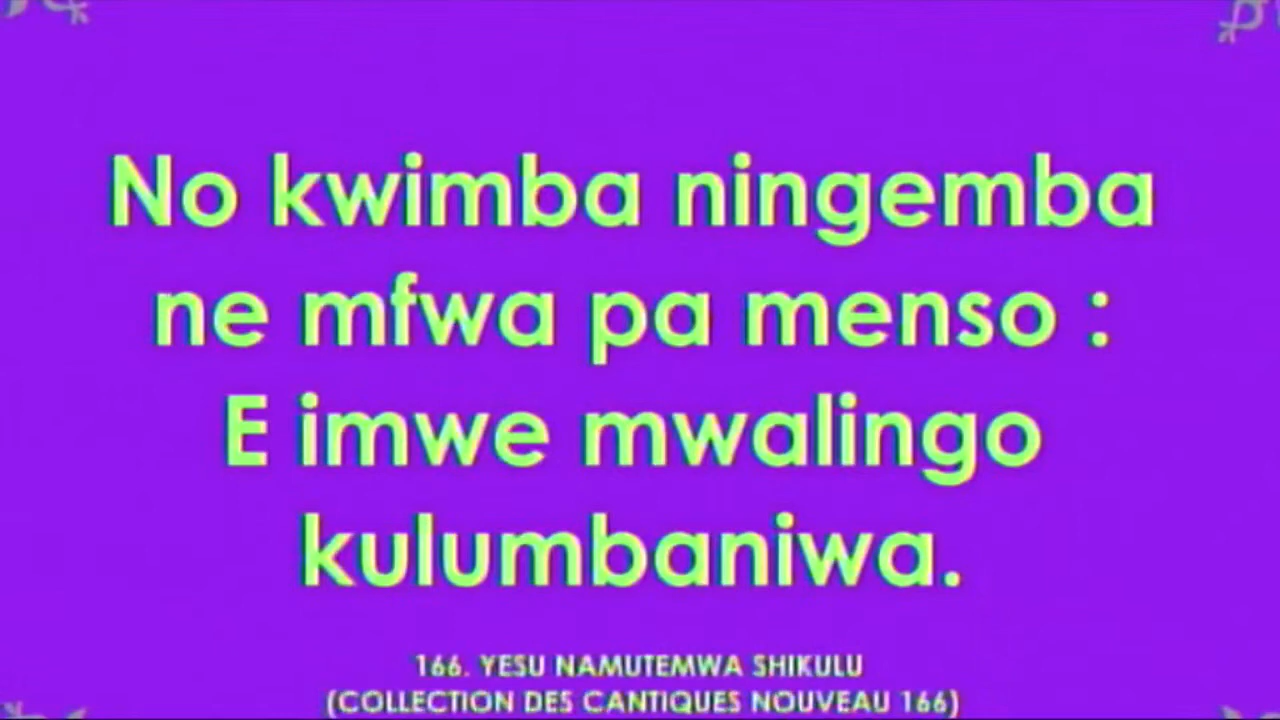 No kwimba ningemba
ne mfwa pa menso :
E imwe mwalingo
kulumbaniwa.
166. YESU NAMUTEMWA SHIKULU
(COLLECTION DES CANTIQUES NOUVEAU 166)